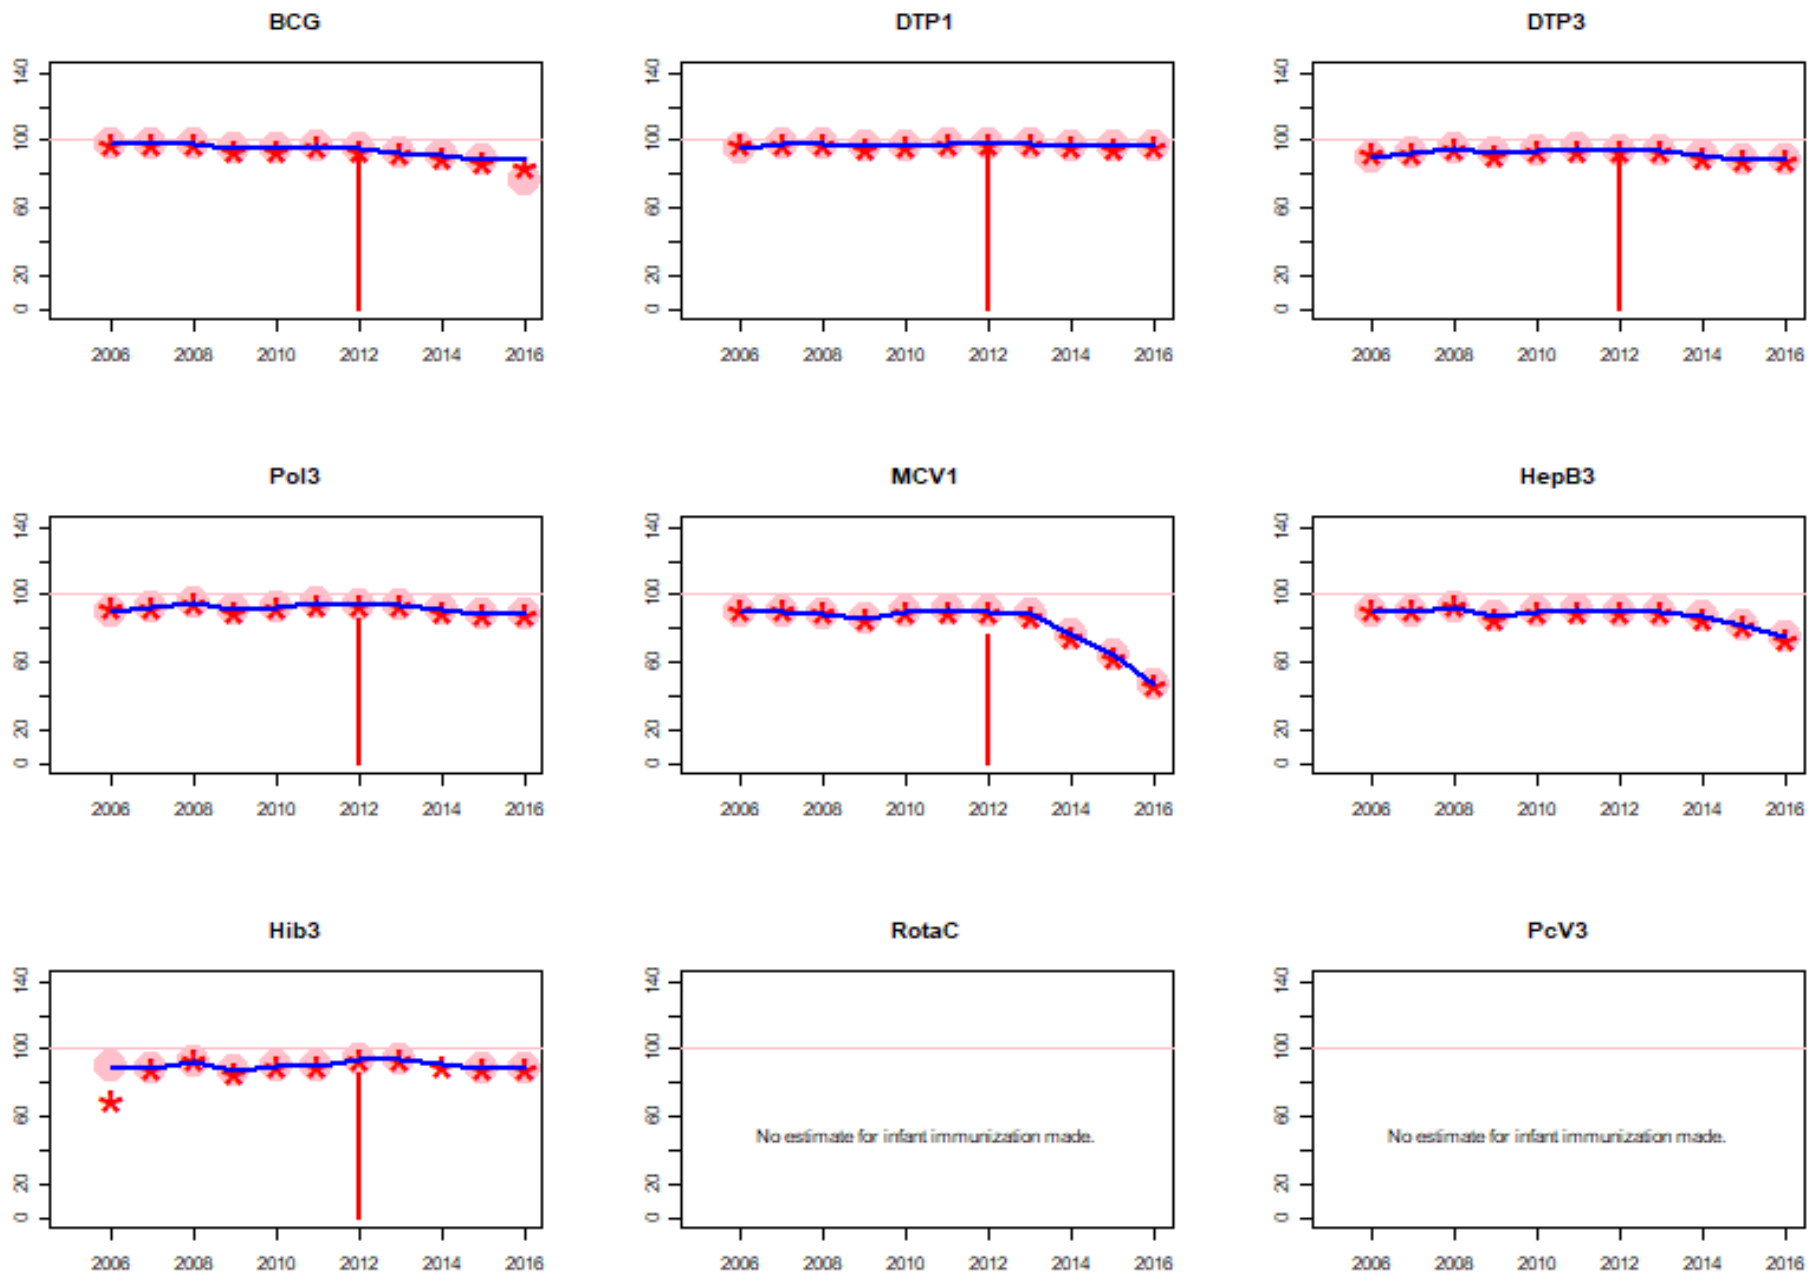 BCG DTP1 DTP3
140 140 140
100 100 100
60 60 60
20 20 20
0 0 0
2006 2008 2010 2012 2014 2016 2006 2008 2010 2012 2014 2016 2006 2008 2010 2012 2014 2016
Pol3 MCV1 HepB3
140 140 140
100 100 100
60 60 60
20 20 20
0 0 0
2006 2008 2010 2012 2014 2016 2006 2008 2010 2012 2014 2016 2006 2008 2010 2012 2014 2016
Hib3 RotaC PcV3
140 140 140
100 100 100
60 60 60
No estimate for infant immunization made. No estimate for infant immunization made.
20 20 20
0 0 0
2006 2008 2010 2012 2014 2016 2006 2008 2010 2012 2014 2016 2006 2008 2010 2012 2014 2016